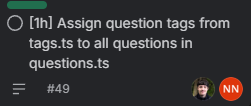 [1h] Assign question tags from
tags.ts to all questions in
questions.ts
#49
NN